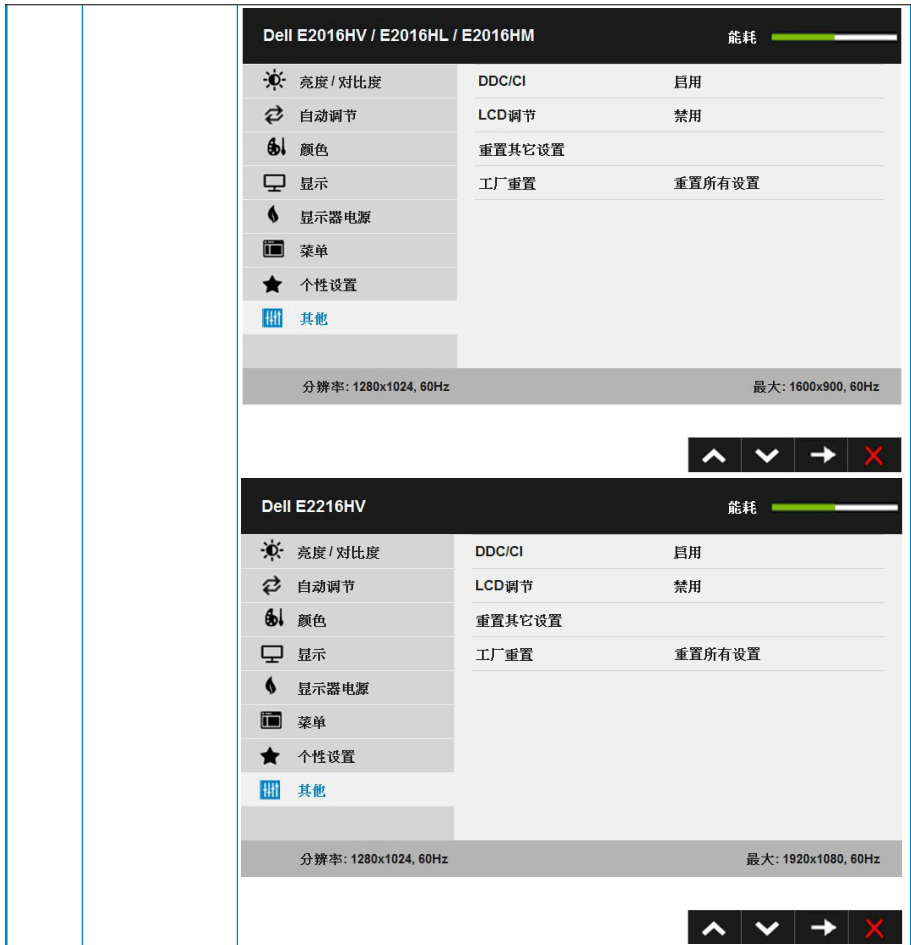 Dell E2016HV / E2016HL / E2016HM 能耗
亮度 / 对比度 DDC/CI 启用
自动调节 LCD调节 禁用
颜色 重置其它设置
显示 工厂重置 重置所有设置
显示器电源
菜单
个性设置
其他
分辨率: 1280x1024, 60Hz 最大: 1600x900, 60Hz
Dell E2216HV 能耗
亮度 / 对比度 DDC/CI 启用
自动调节 LCD调节 禁用
颜色 重置其它设置
显示 工厂重置 重置所有设置
显示器电源
菜单
个性设置
其他
分辨率: 1280x1024, 60Hz 最大: 1920x1080, 60Hz